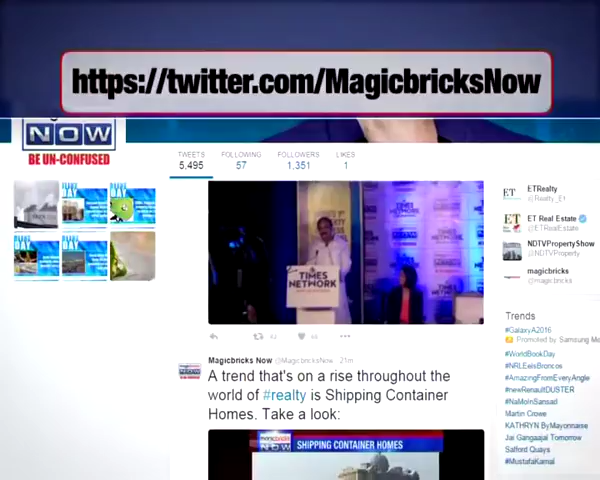 https://twitter.com/MagicbricksNow
NOW
BE UN-CONFUSED
TWEETS
5,495
FOLLOWING
57
FOLLOWERS
1,351
LIKES
1
TIMES
NETWORK
ETRealty
ET Real Estate
@ETRealEstate
NDTVPropertyShow
@NDTVProperty
magicbricks
@magicbricks
Trends
#GalaxyA2016
Promoted by Samsung Mo
#WorldBookDay
#NRLEelsBroncos
#AmazingFromEveryAngle
#newRenaultDUSTER
#NaMoInSansad
Martin Crowe
KATHRYN ByMayonnaise
Jai Gangaajal Tomorrow
Salford Quays
#MustafaKamal
Magicbricks Now @MagicbricksNow 21m
A trend that's on a rise throughout the
world of #realty is Shipping Container
Homes. Take a look:
NOW
SHIPPING CONTAINER HOMES